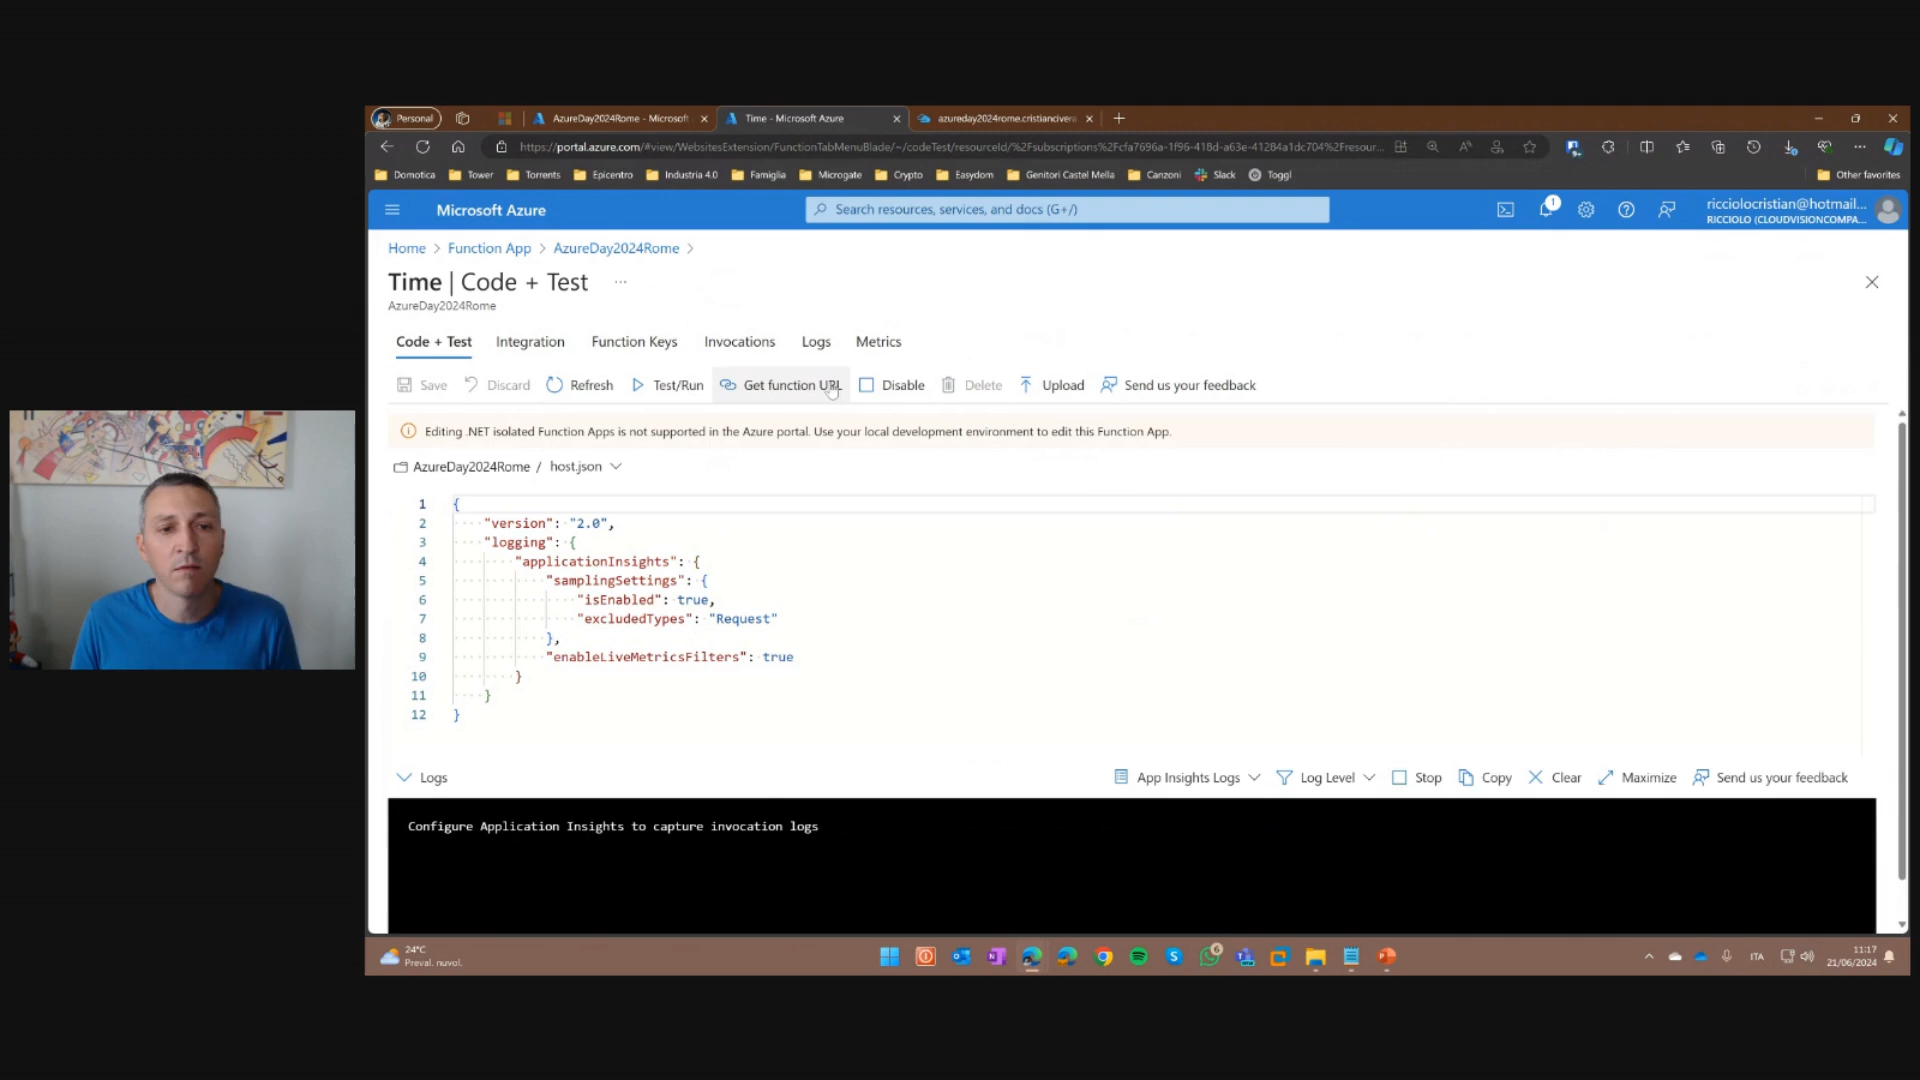 Personal
AzureDay2024Rome - Microsoft
Time - Microsoft Azure
azureday2024rome.cristiancivera
https://portal.azure.com/#view/WebsitesExtension/FunctionTabMenuBlade/~/codeTest/resourceId/%2Fsubscriptions%2Fcfa7696a-1f96-418d-a63e-41284a1dc704%2Fresour...
Domotica
Tower
Torrents
Epicentro
Industria 4.0
Famiglia
Microgate
Crypto
Easydom
Genitori Castel Mella
Canzoni
Slack
Toggl
Other favorites
Microsoft Azure
Search resources, services, and docs (G+/)
1
ricciolocristian@hotmail...
RICCIOLO (CLOUDVISIONCOMPA...
Home > Function App > AzureDay2024Rome >
Time | Code + Test ...
AzureDay2024Rome
Code + Test
Integration
Function Keys
Invocations
Logs
Metrics
Save
Discard
Refresh
Test/Run
Get function URL
Disable
Delete
Upload
Send us your feedback
Editing .NET isolated Function Apps is not supported in the Azure portal. Use your local development environment to edit this Function App.
AzureDay2024Rome / host.json
1 {
2 "version": "2.0",
3 "logging": {
4 "applicationInsights": {
5 "samplingSettings": {
6 "isEnabled": true,
7 "excludedTypes": "Request"
8 },
9 "enableLiveMetricsFilters": true
10 }
11 }
12 }
Logs
App Insights Logs
Log Level
Stop
Copy
Clear
Maximize
Send us your feedback
Configure Application Insights to capture invocation logs
24°C
Preval. nuvol.
6
ITA
11:17
21/06/2024